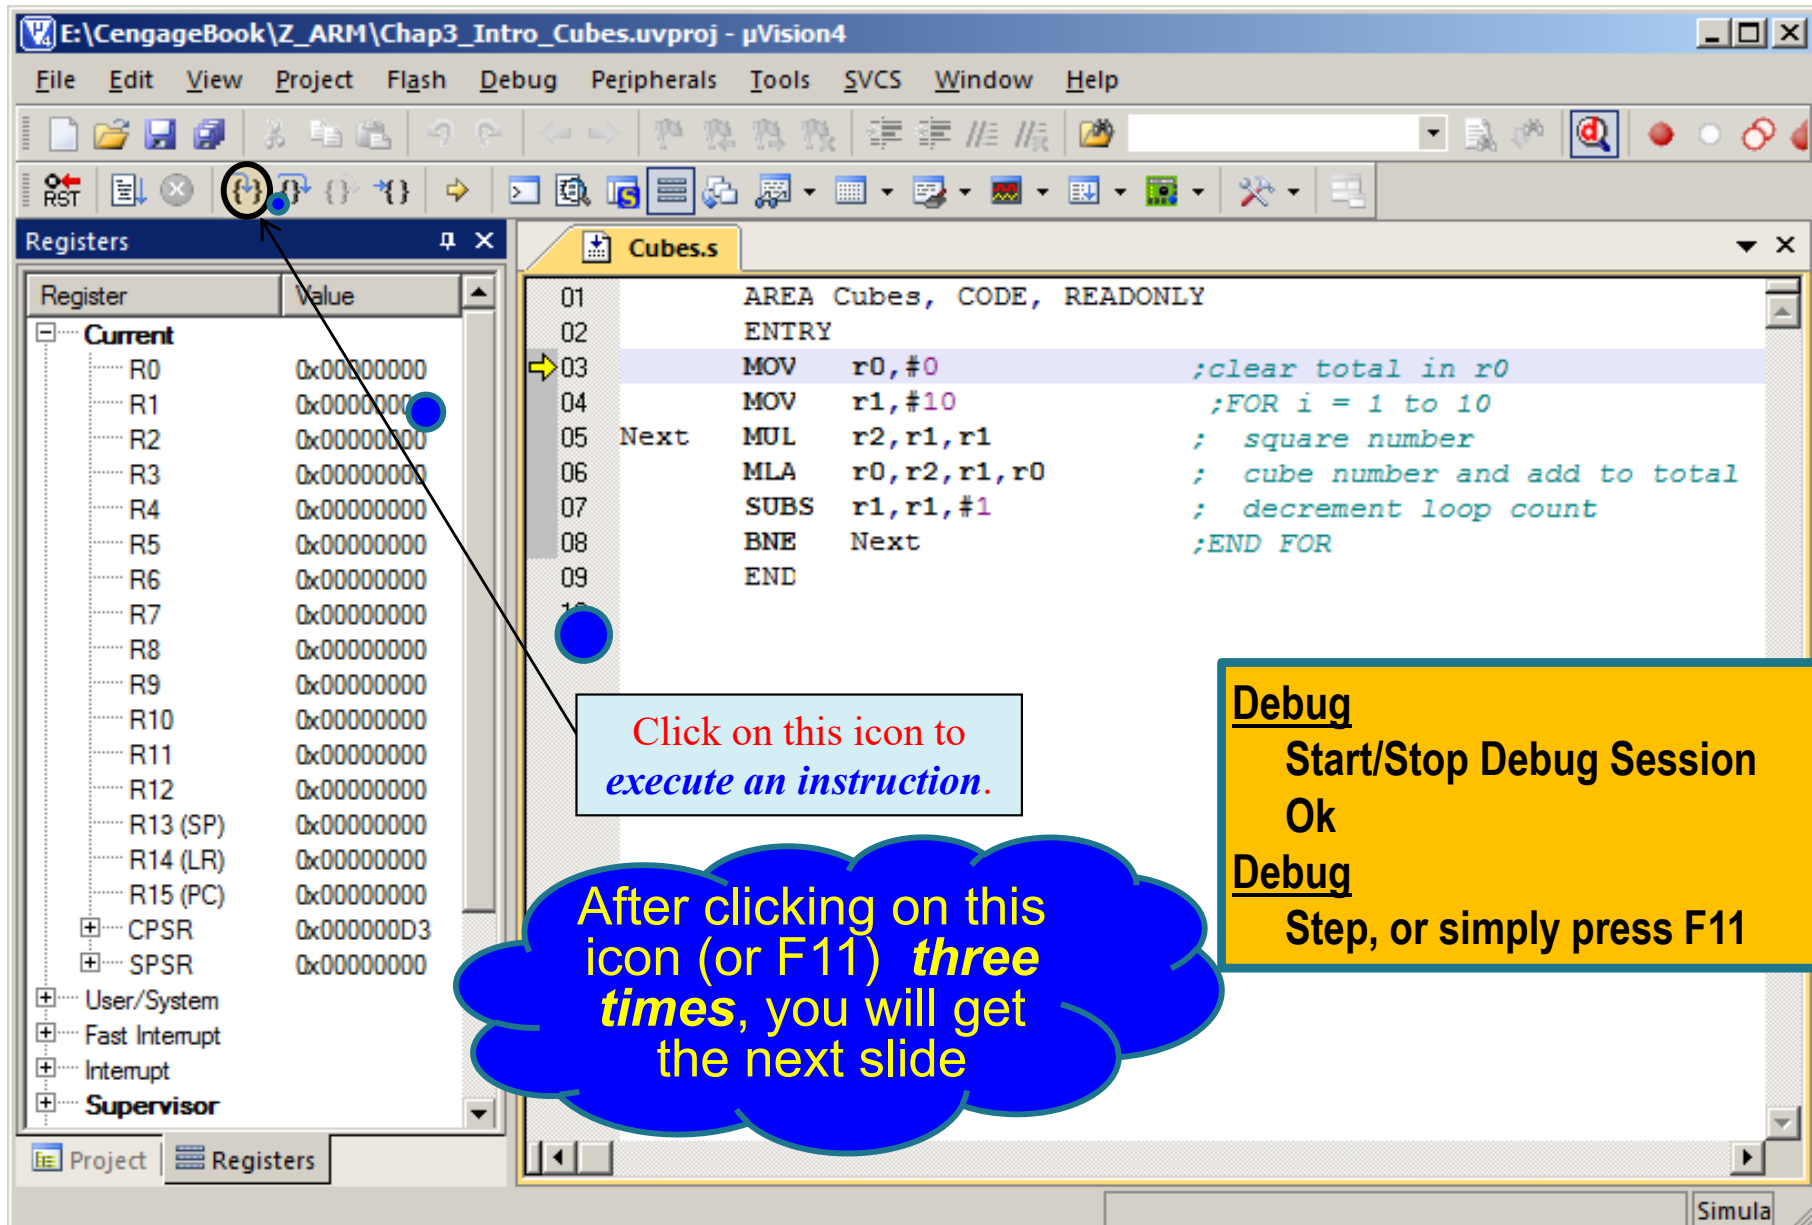 E:\CengageBook\Z_ARM\Chap3_Intro_Cubes.uvproj - µVision4
File Edit View Project Flash Debug Peripherals Tools SVCS Window Help
RST
Registers
Register Value
Current
R0 0x00000000
R1 0x0000000
R2 0x00000000
R3 0x00000000
R4 0x00000000
R5 0x00000000
R6 0x00000000
R7 0x00000000
R8 0x00000000
R9 0x00000000
R10 0x00000000
R11 0x00000000
R12 0x00000000
R13 (SP) 0x00000000
R14 (LR) 0x00000000
R15 (PC) 0x00000000
CPSR 0x000000D3
SPSR 0x00000000
User/System
Fast Interrupt
Interrupt
Supervisor
Project Registers
Cubes.s
01 AREA Cubes, CODE, READONLY
02 ENTRY
03 MOV r0,#0 ;clear total in r0
04 MOV r1,#10 ;FOR i = 1 to 10
05 Next MUL r2,r1,r1 ; square number
06 MLA r0,r2,r1,r0 ; cube number and add to total
07 SUBS r1,r1,#1 ; decrement loop count
08 BNE Next ;END FOR
09 END
Click on this icon to
execute an instruction.
After clicking on this
icon (or F11) three
times, you will get
the next slide
Debug
Start/Stop Debug Session
Ok
Debug
Step, or simply press F11
Simula